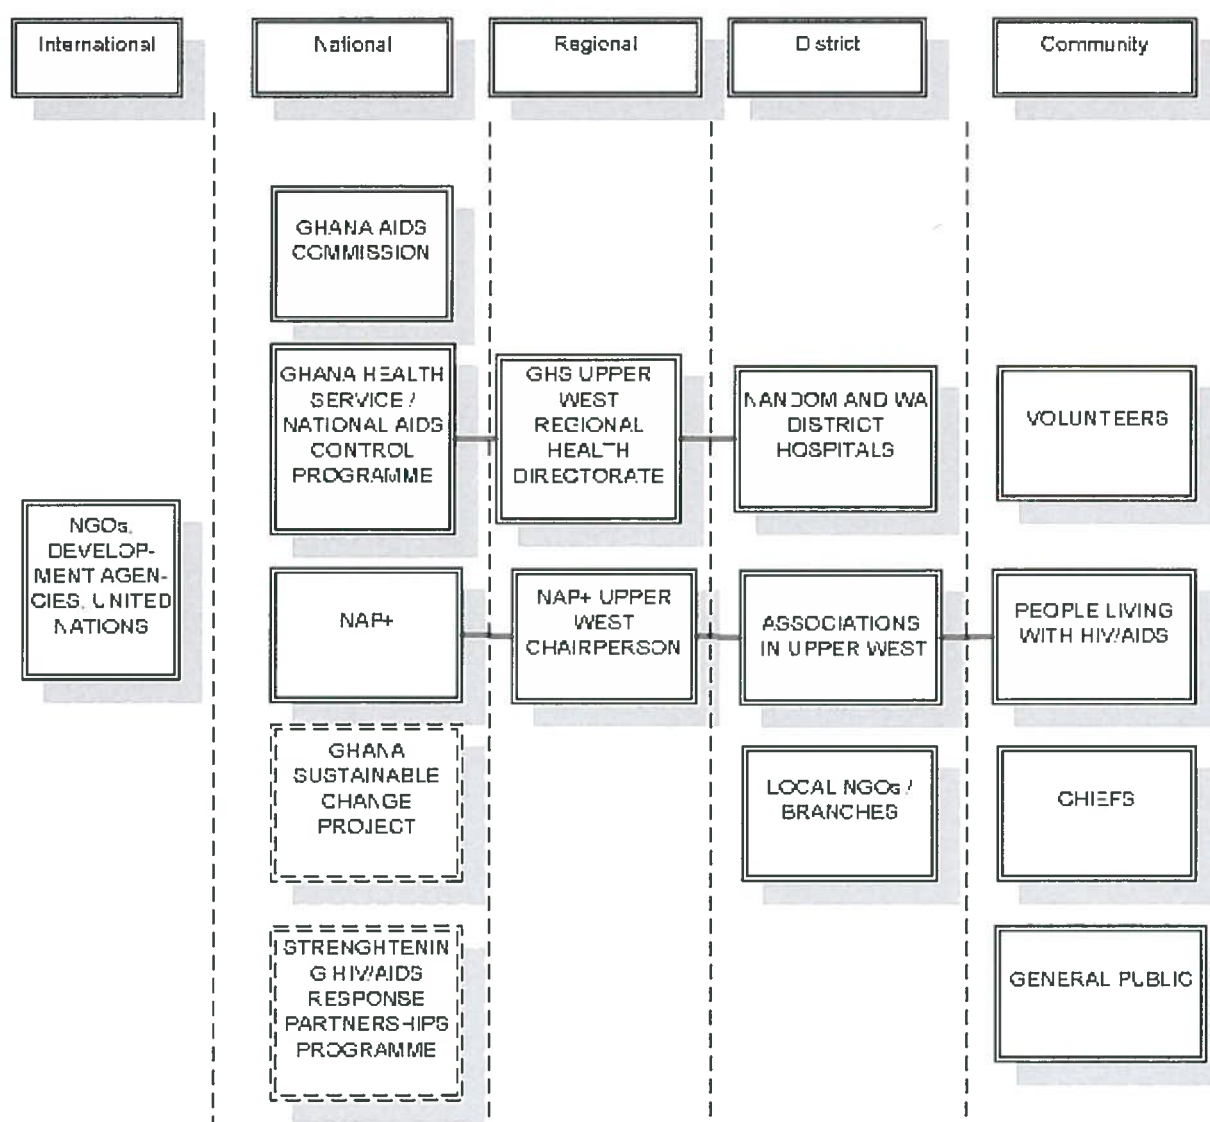 International
National
Regional
District
Community
GHANA AIDS
COMMISSION
GHANA HEALTH
SERVICE /
NATIONAL AIDS
CONTROL
PROGRAMME
GHS UPPER
WEST
REGIONAL
HEALTH
DIRECTORATE
NANDOM AND WA
DISTRICT
HOSPITALS
VOLUNTEERS
NGOs,
DEVELOP-
MENT AGEN-
CIES, UNITED
NATIONS
NAP+
NAP+ UPPER
WEST
CHAIRPERSON
ASSOCIATIONS
IN UPPER WEST
PEOPLE LIVING
WITH HIV/AIDS
GHANA
SUSTAINABLE
CHANGE
PROJECT
LOCAL NGOs /
BRANCHES
CHIEFS
STRENGHTENIN
G HIV/AIDS
RESPONSE
PARTNERSHIPS
PROGRAMME
GENERAL PUBLIC